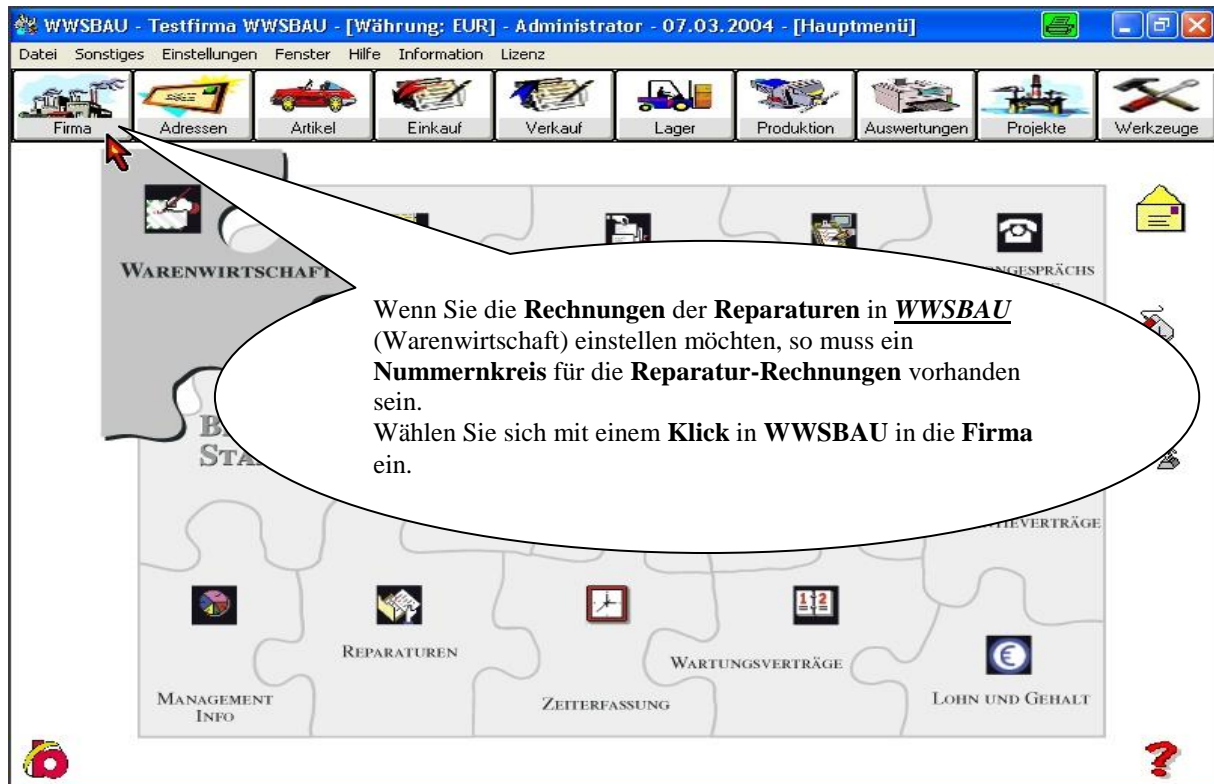 WWSBAU - Testfirma WWSBAU - [Währung: EUR] - Administrator - 07.03.2004 - [Hauptmenü]
Datei Sonstiges Einstellungen Fenster Hilfe Information Lizenz
Firma Adressen Artikel Einkauf Verkauf Lager Produktion Auswertungen Projekte Werkzeuge
WARENWIRTSCHAFT
Wenn Sie die Rechnungen der Reparaturen in WWSBAU
(Warenwirtschaft) einstellen möchten, so muss ein
Nummernkreis für die Reparatur-Rechnungen vorhanden
sein.
Wählen Sie sich mit einem Klick in WWSBAU in die Firma
ein.
REPARATUREN
WARTUNGSVERTRÄGE
MANAGEMENT
INFO
ZEITERFASSUNG
LOHN UND GEHALT